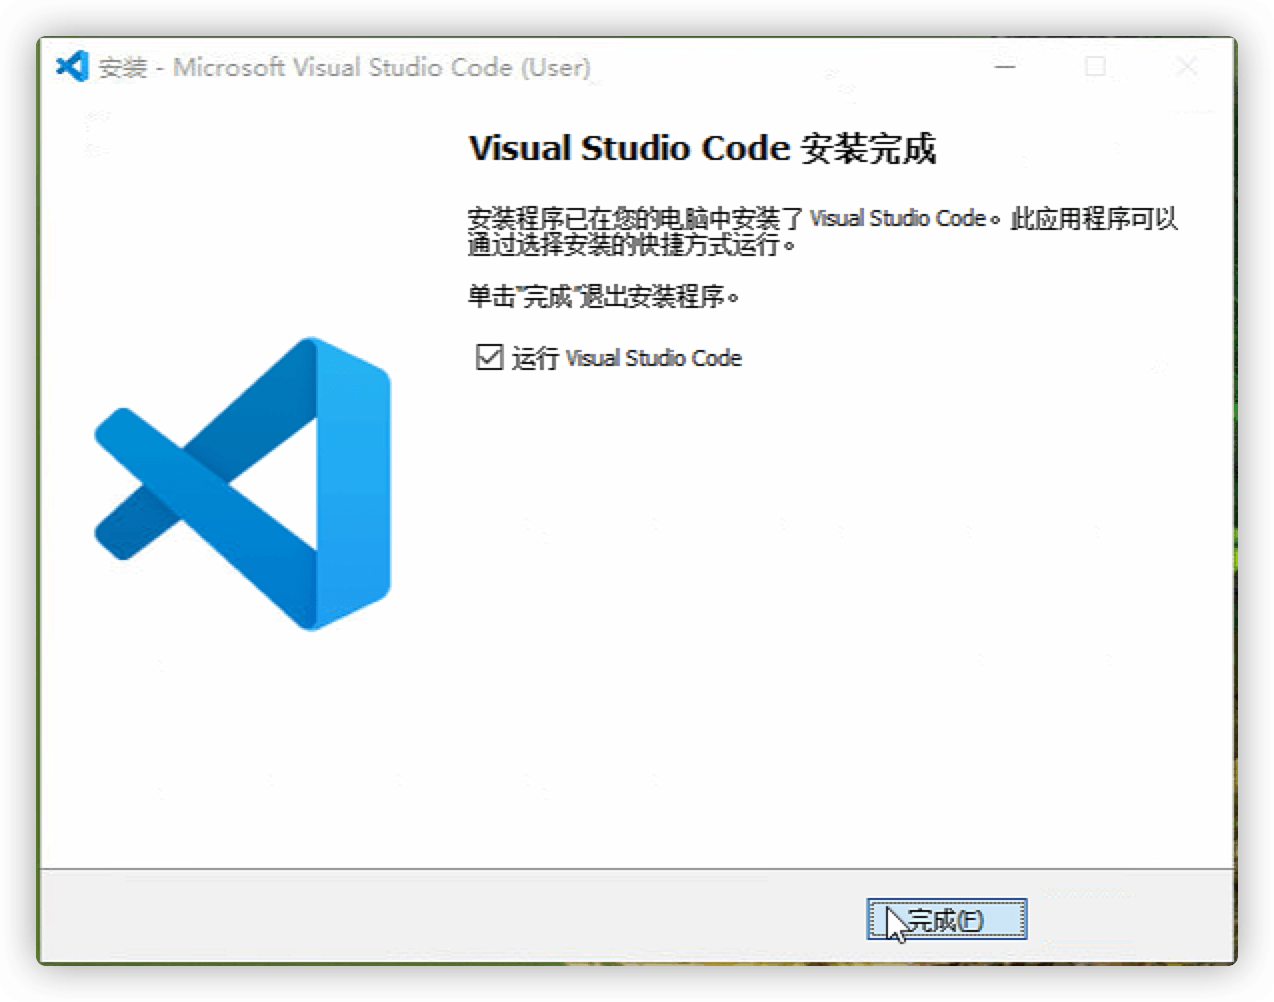 安装 - Microsoft Visual Studio Code (User)
Visual Studio Code 安装完成
安装程序已在您的电脑中安装了 Visual Studio Code。此应用程序可以
通过选择安装的快捷方式运行。
单击"完成"退出安装程序。
运行 Visual Studio Code
完成(F)